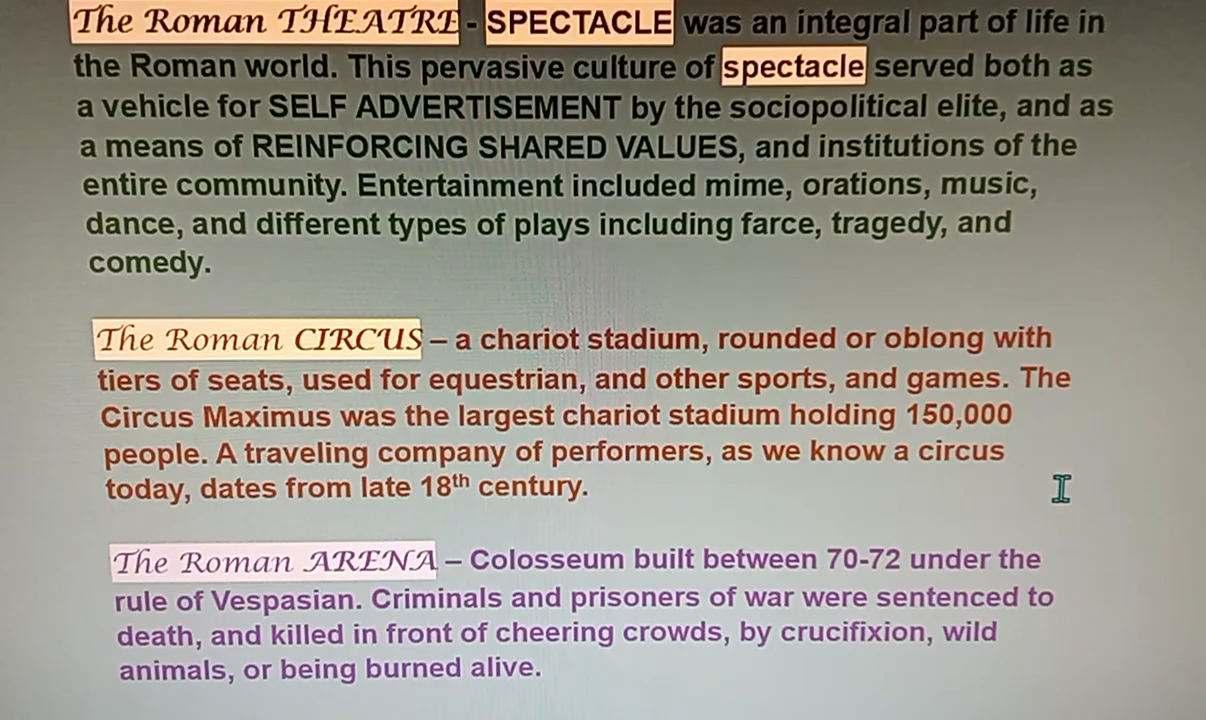 The Roman THEATRE - SPECTACLE was an integral part of life in
the Roman world. This pervasive culture of spectacle served both as
a vehicle for SELF ADVERTISEMENT by the sociopolitical elite, and as
a means of REINFORCING SHARED VALUES, and institutions of the
entire community. Entertainment included mime, orations, music,
dance, and different types of plays including farce, tragedy, and
comedy.
The Roman CIRCUS – a chariot stadium, rounded or oblong with
tiers of seats, used for equestrian, and other sports, and games. The
Circus Maximus was the largest chariot stadium holding 150,000
people. A traveling company of performers, as we know a circus
today, dates from late 18th century.
The Roman ARENA – Colosseum built between 70-72 under the
rule of Vespasian. Criminals and prisoners of war were sentenced to
death, and killed in front of cheering crowds, by crucifixion, wild
animals, or being burned alive.